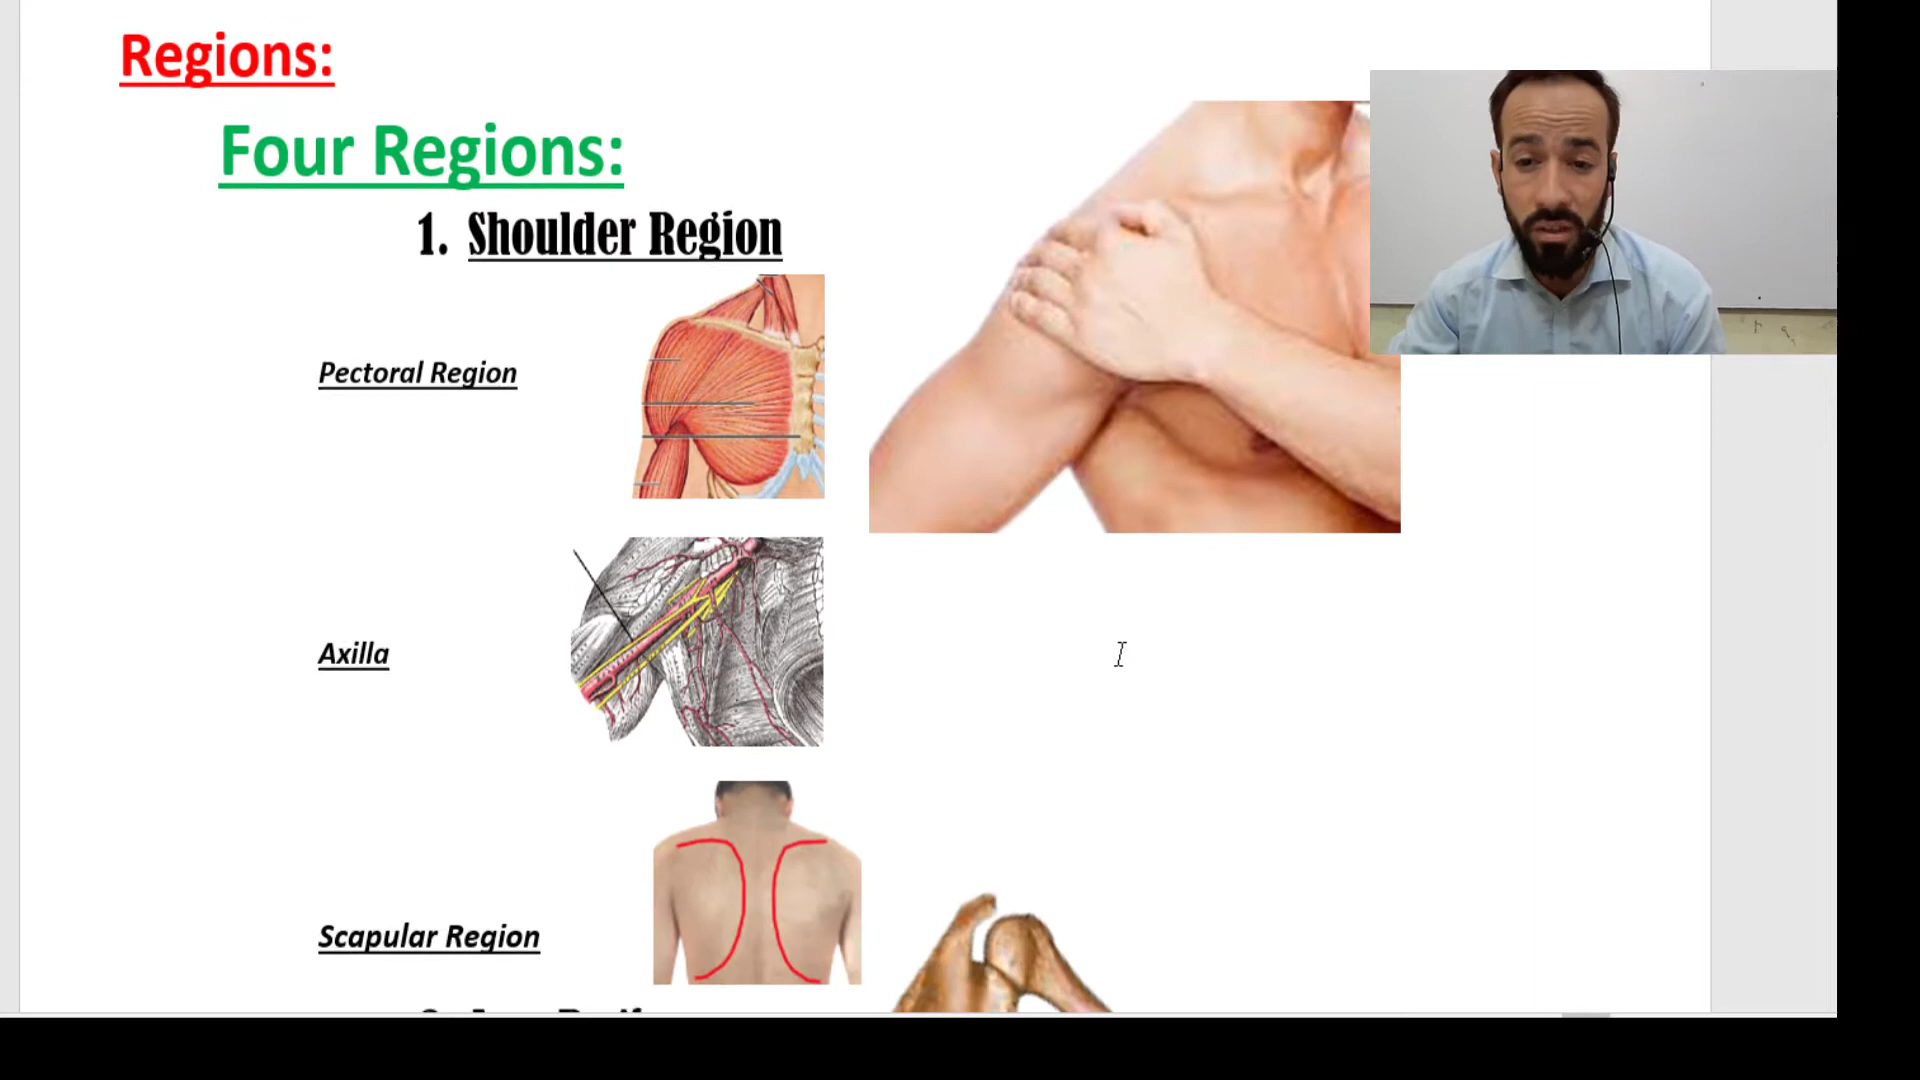 Regions:
Four Regions:
1. Shoulder Region
Pectoral Region
Axilla
Scapular Region